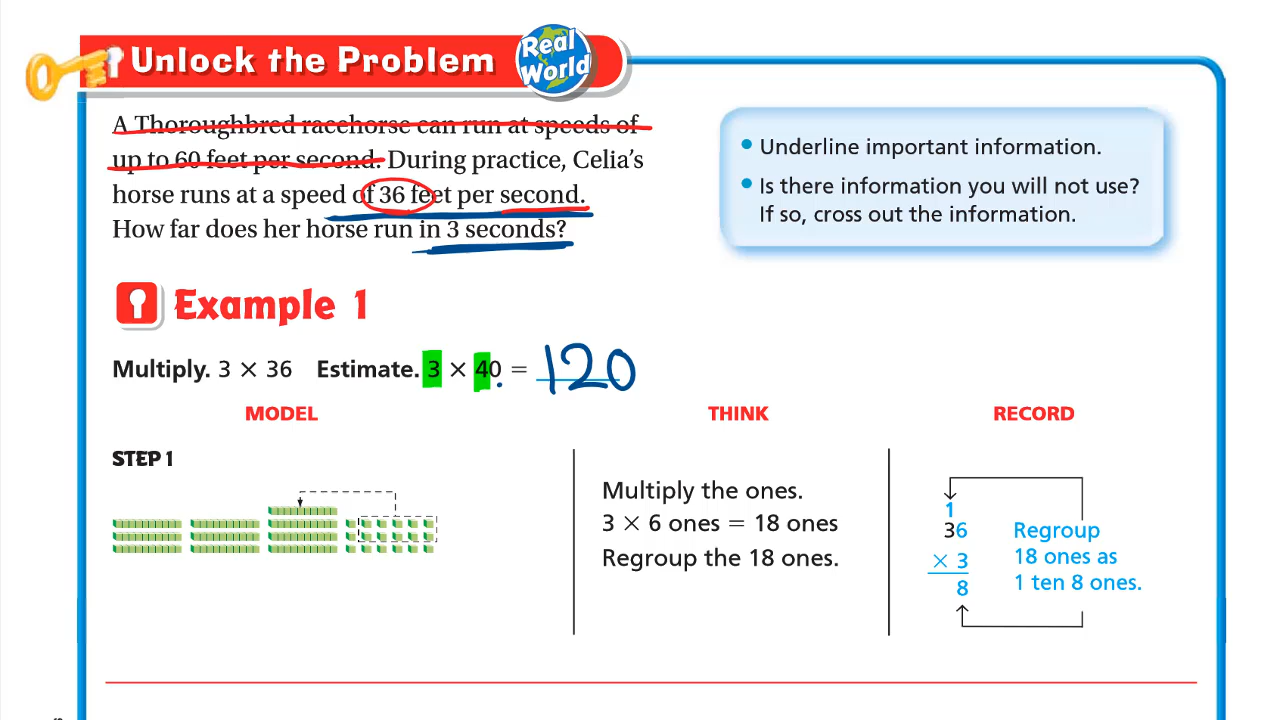 Unlock the Problem
Real
World
A Thoroughbred racehorse can run at speeds of
up to 60 feet per second. During practice, Celia's
horse runs at a speed of 36 feet per second.
How far does her horse run in 3 seconds?
• Underline important information.
• Is there information you will not use?
If so, cross out the information.
Example 1
Multiply. 3 × 36 Estimate. 3 × 40 = 120
MODEL
THINK
RECORD
STEP 1
Multiply the ones.
3 × 6 ones = 18 ones
Regroup the 18 ones.
1
36
× 3
8
Regroup
18 ones as
1 ten 8 ones.